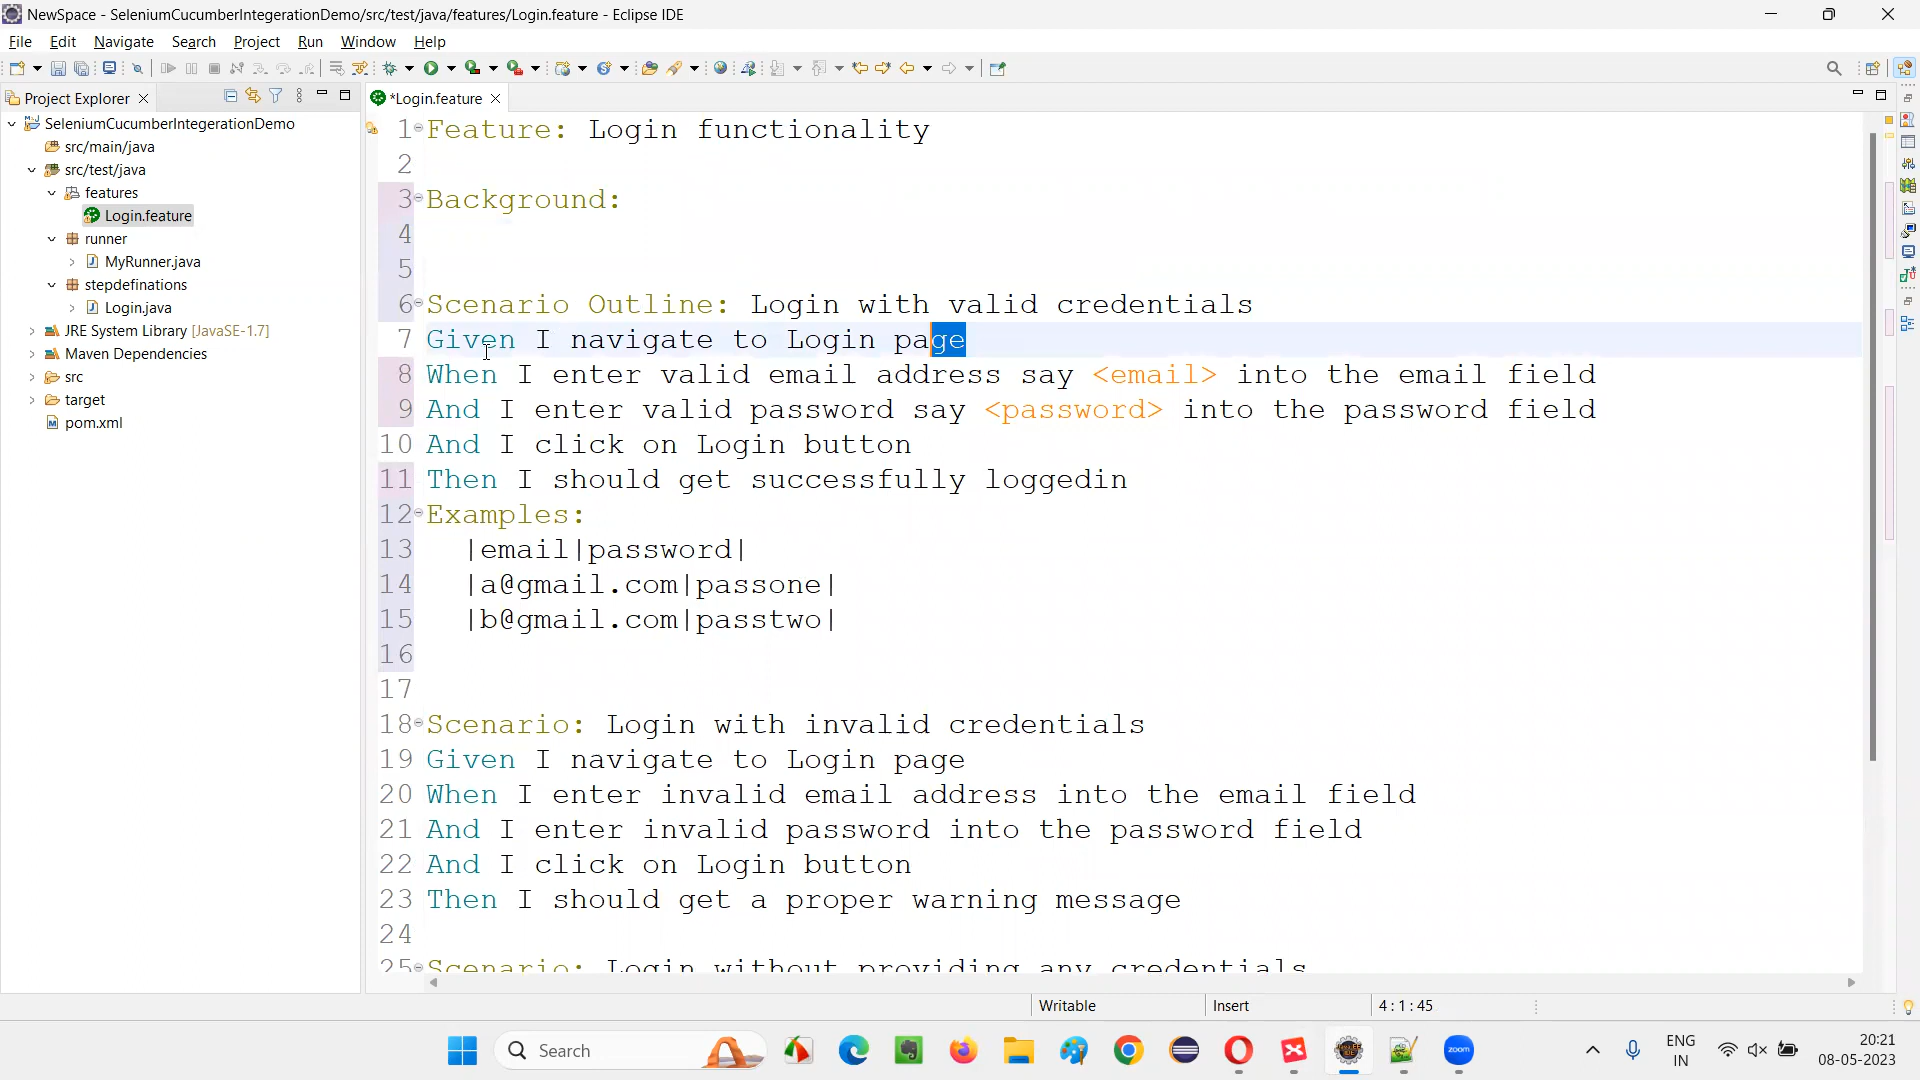 NewSpace - SeleniumCucumberIntegerationDemo/src/test/java/features/Login.feature - Eclipse IDE
File Edit Navigate Search Project Run Window Help
Project Explorer
*Login.feature
SeleniumCucumberIntegerationDemo
src/main/java
src/test/java
features
Login.feature
runner
MyRunner.java
stepdefinations
Login.java
JRE System Library [JavaSE-1.7]
Maven Dependencies
src
target
pom.xml
1 Feature: Login functionality
2
3 Background:
4
5
6 Scenario Outline: Login with valid credentials
7 Given I navigate to Login page
8 When I enter valid email address say <email> into the email field
9 And I enter valid password say <password> into the password field
10 And I click on Login button
11 Then I should get successfully loggedin
12 Examples:
13 |email|password|
14 |a@gmail.com|passone|
15 |b@gmail.com|passtwo|
16
17
18 Scenario: Login with invalid credentials
19 Given I navigate to Login page
20 When I enter invalid email address into the email field
21 And I enter invalid password into the password field
22 And I click on Login button
23 Then I should get a proper warning message
24
25 Scenario: Login without providing any credentials
Writable Insert 4 : 1 : 45
Search
zoom
ENG
IN
20:21
08-05-2023